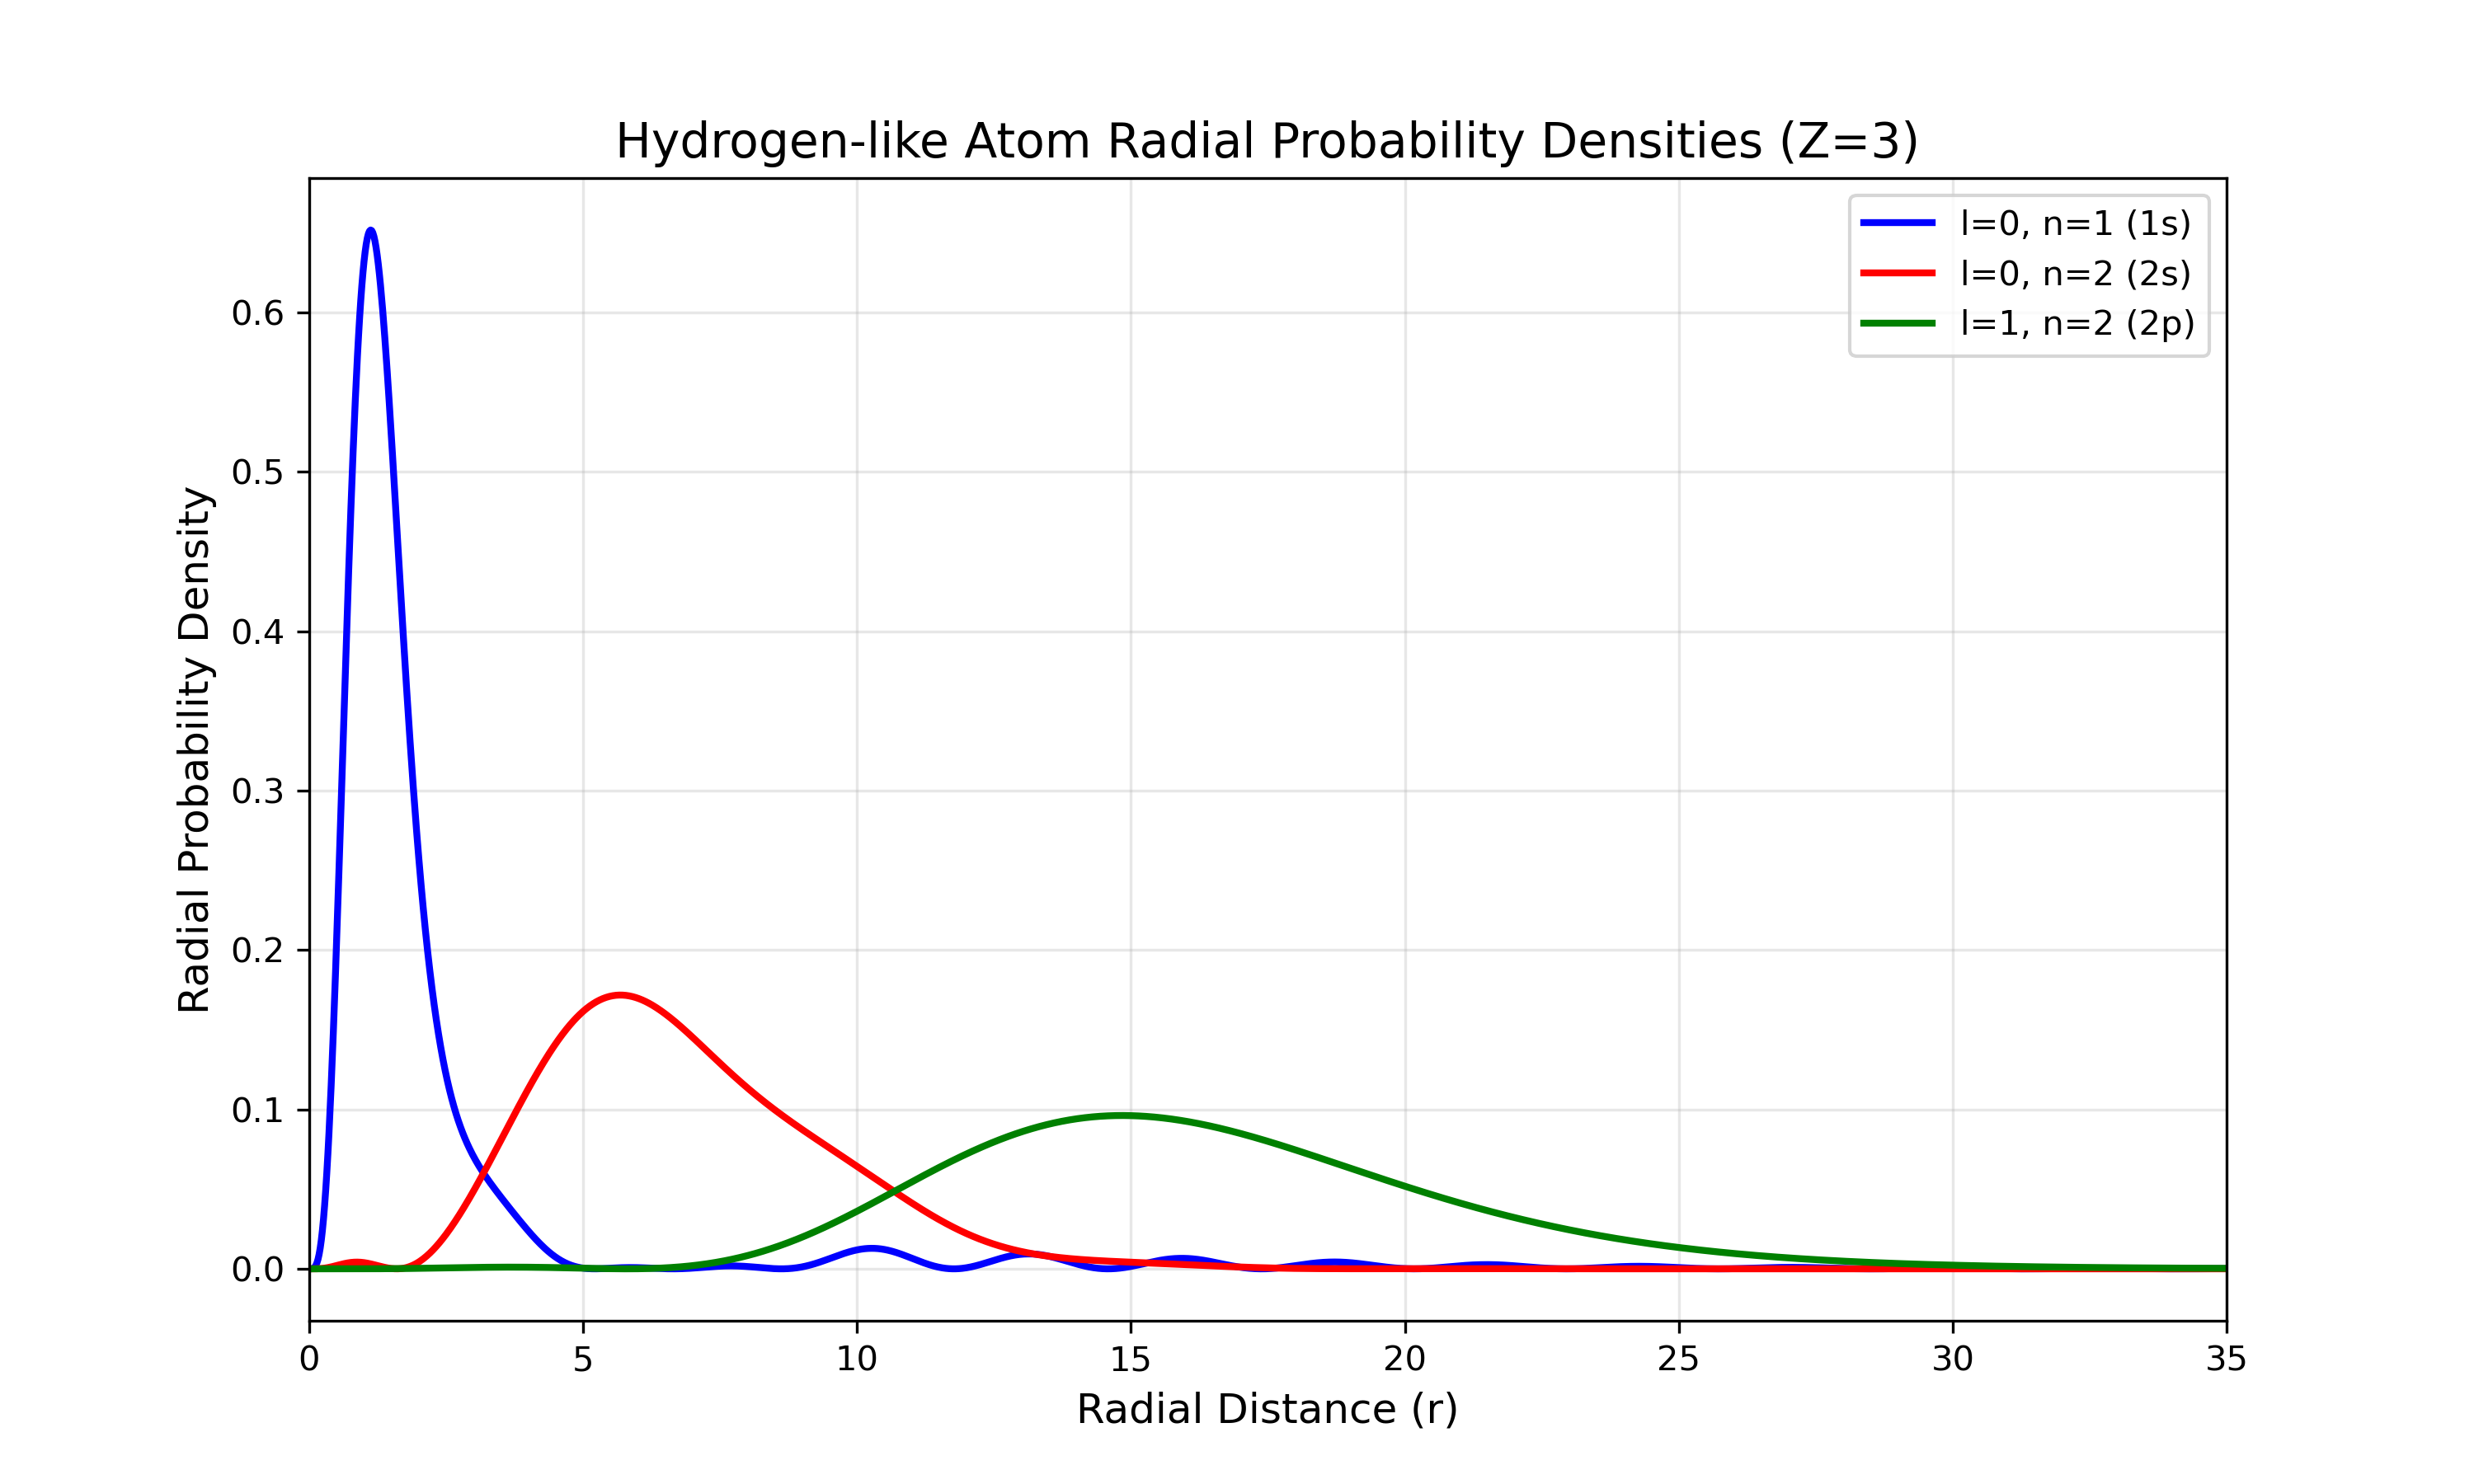 Hydrogen-like Atom Radial Probability Densities (Z=3)
l=0, n=1 (1s)
l=0, n=2 (2s)
l=1, n=2 (2p)
Radial Probability Density
0.6
0.5
0.4
0.3
0.2
0.1
0.0
0 5 10 15 20 25 30 35
Radial Distance (r)